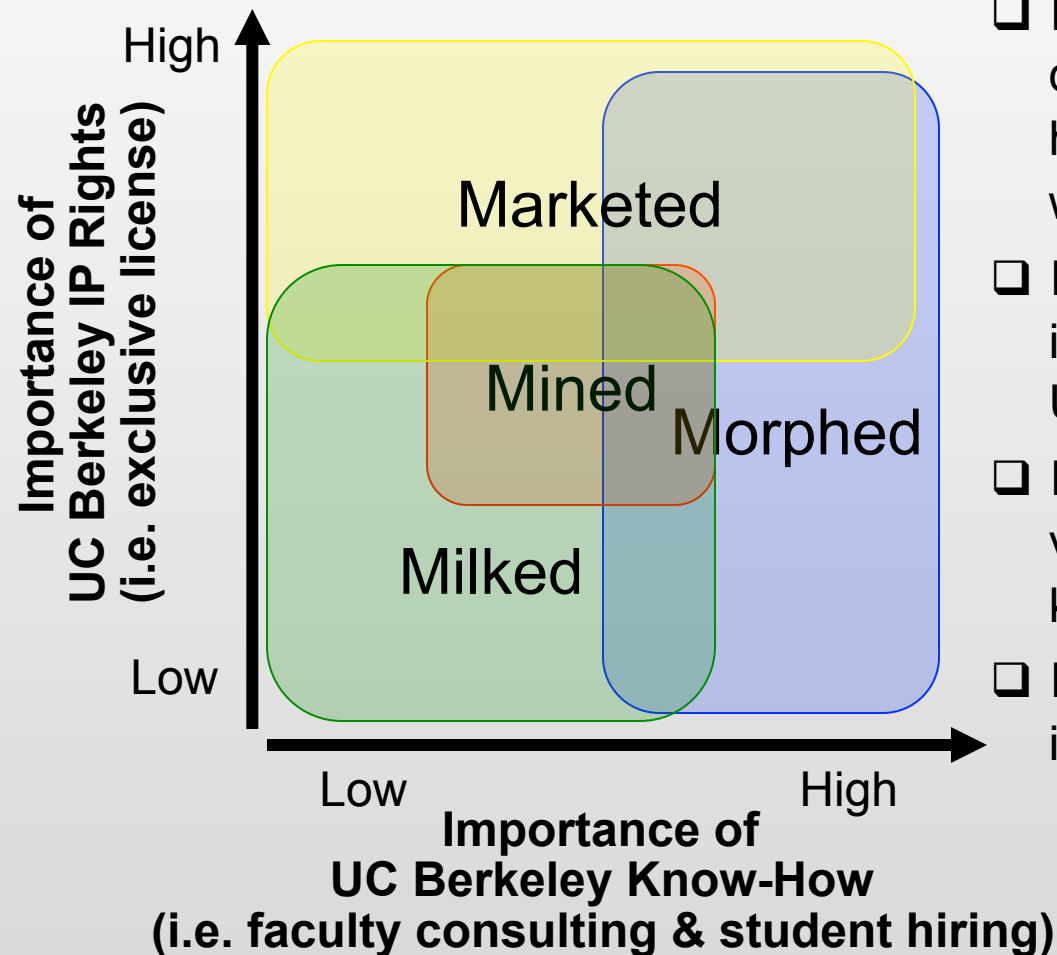 High
Importance of
UC Berkeley IP Rights
(i.e. exclusive license)
Marketed
Mined
Morphed
Milked
Low
Low
High
Importance of
UC Berkeley Know-How
(i.e. faculty consulting & student hiring)